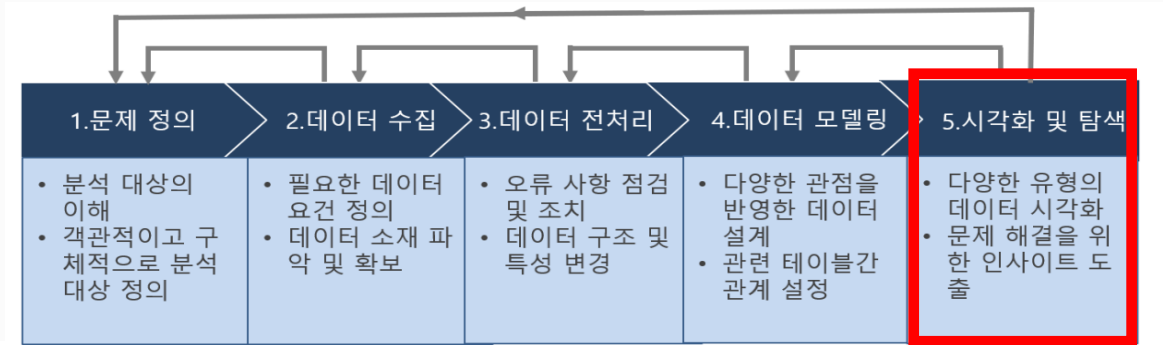 1.문제 정의
2.데이터 수집
3.데이터 전처리
4.데이터 모델링
5.시각화 및 탐색
• 분석 대상의
이해
• 객관적이고 구
체적으로 분석
대상 정의
• 필요한 데이터
요건 정의
• 데이터 소재 파
악 및 확보
• 오류 사항 점검
및 조치
• 데이터 구조 및
특성 변경
• 다양한 관점을
반영한 데이터
설계
• 관련 테이블간
관계 설정
• 다양한 유형의
데이터 시각화
• 문제 해결을 위
한 인사이트 도
출